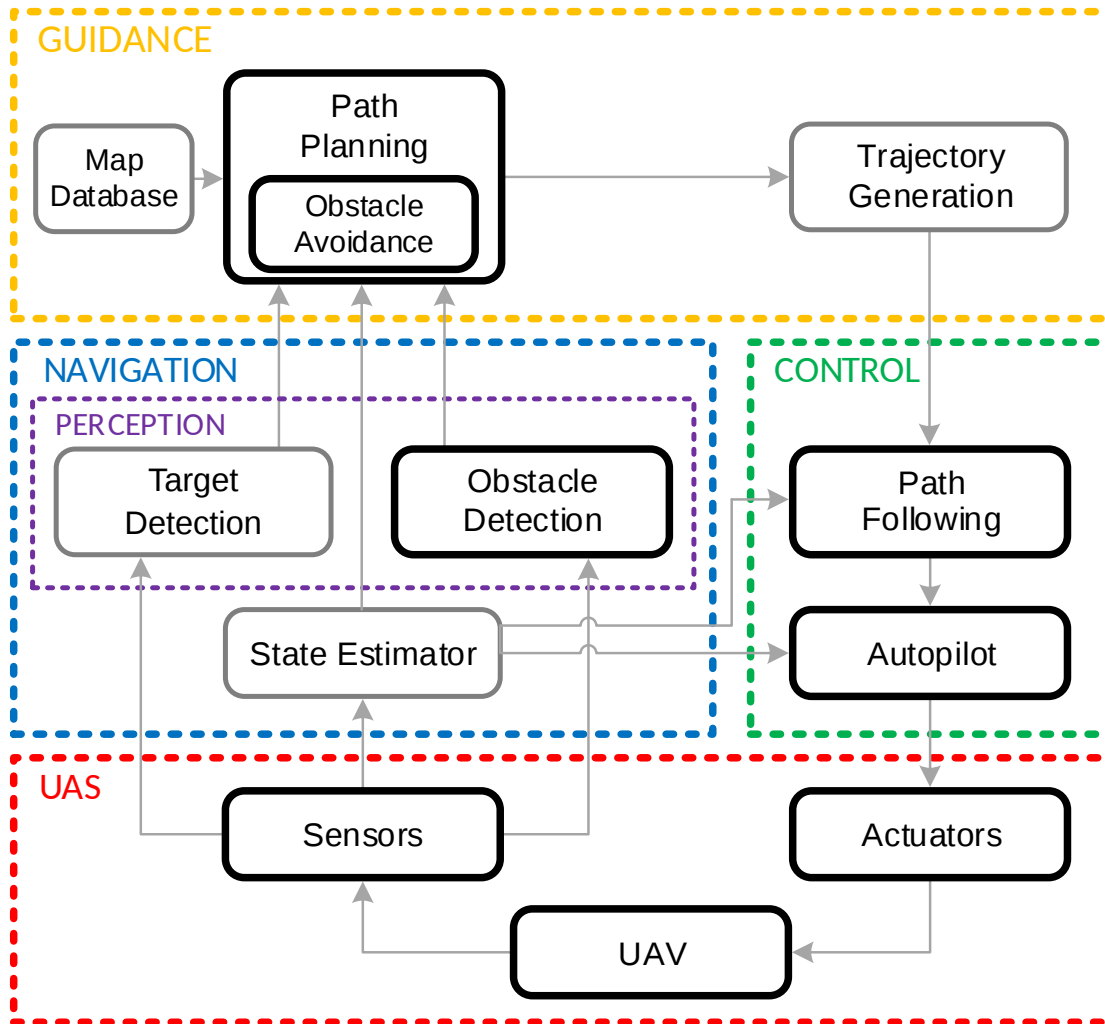 GUIDANCE
Path
Planning
Map
Database
Obstacle
Avoidance
Trajectory
Generation
NAVIGATION
CONTROL
PERCEPTION
Target
Detection
Obstacle
Detection
Path
Following
State Estimator
Autopilot
UAS
Sensors
Actuators
UAV